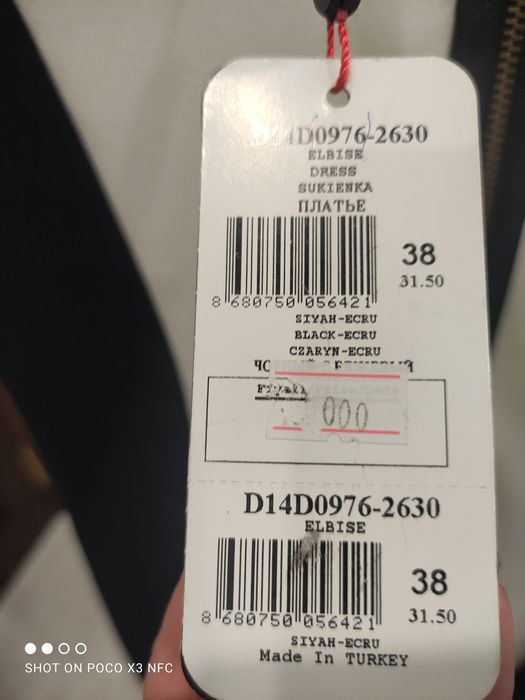 D14D0976-2630
ELBISE
DRESS
SUKIENKA
ПЛАТЬЕ
38
31.50
8 680750 056421
SIYAH-ECRU
BLACK-ECRU
CZARYN-ECRU
000
D14D0976-2630
ELBISE
38
31.50
8 680750 056421
SIYAH-ECRU
Made In TURKEY
SHOT ON POCO X3 NFC